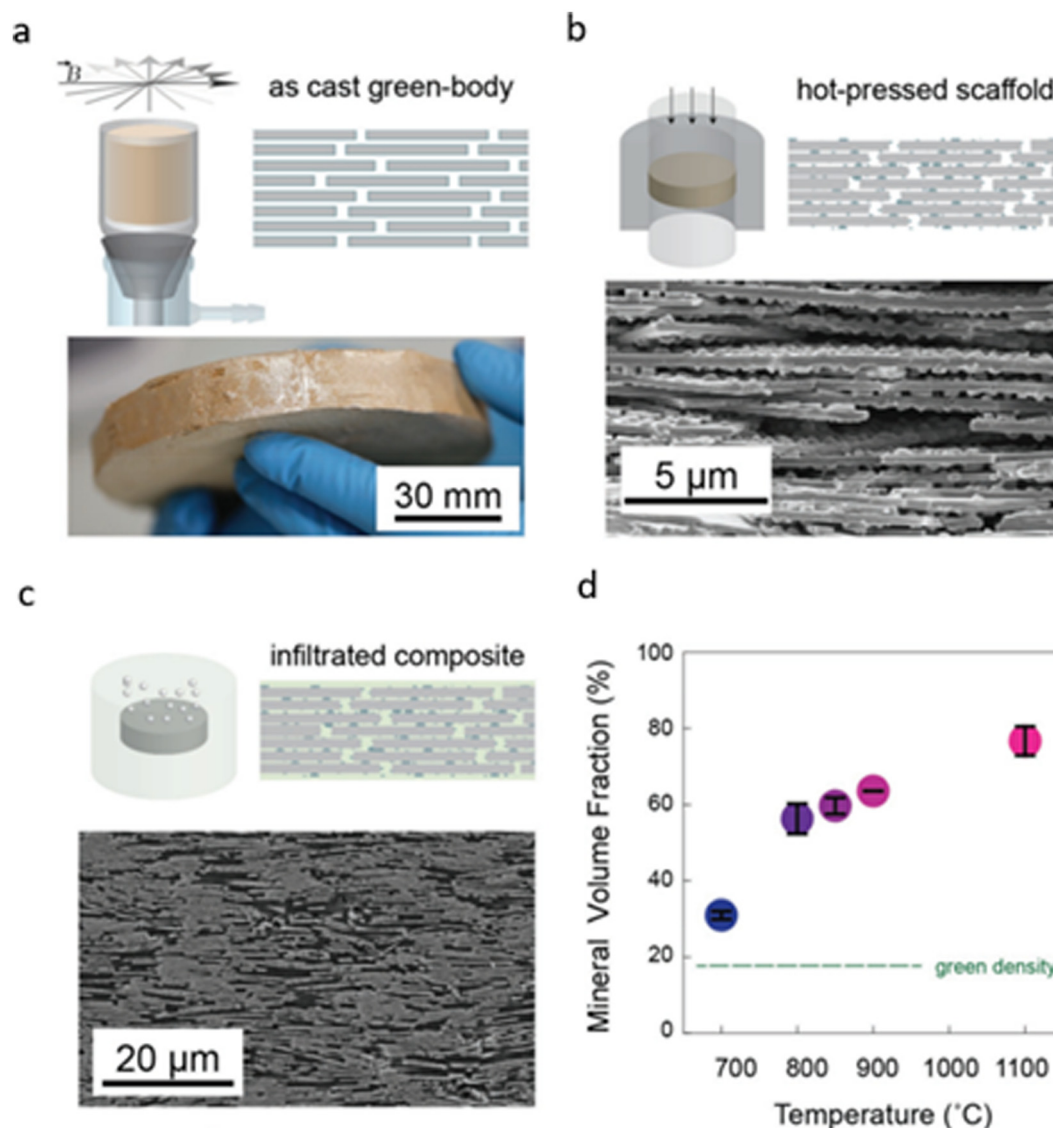 a
B
as cast green-body
30 mm
b
hot-pressed scaffold
5 μm
c
infiltrated composite
20 μm
d
Mineral Volume Fraction (%)
100
80
60
40
20
0
green density
700 800 900 1000 1100
Temperature (˚C)